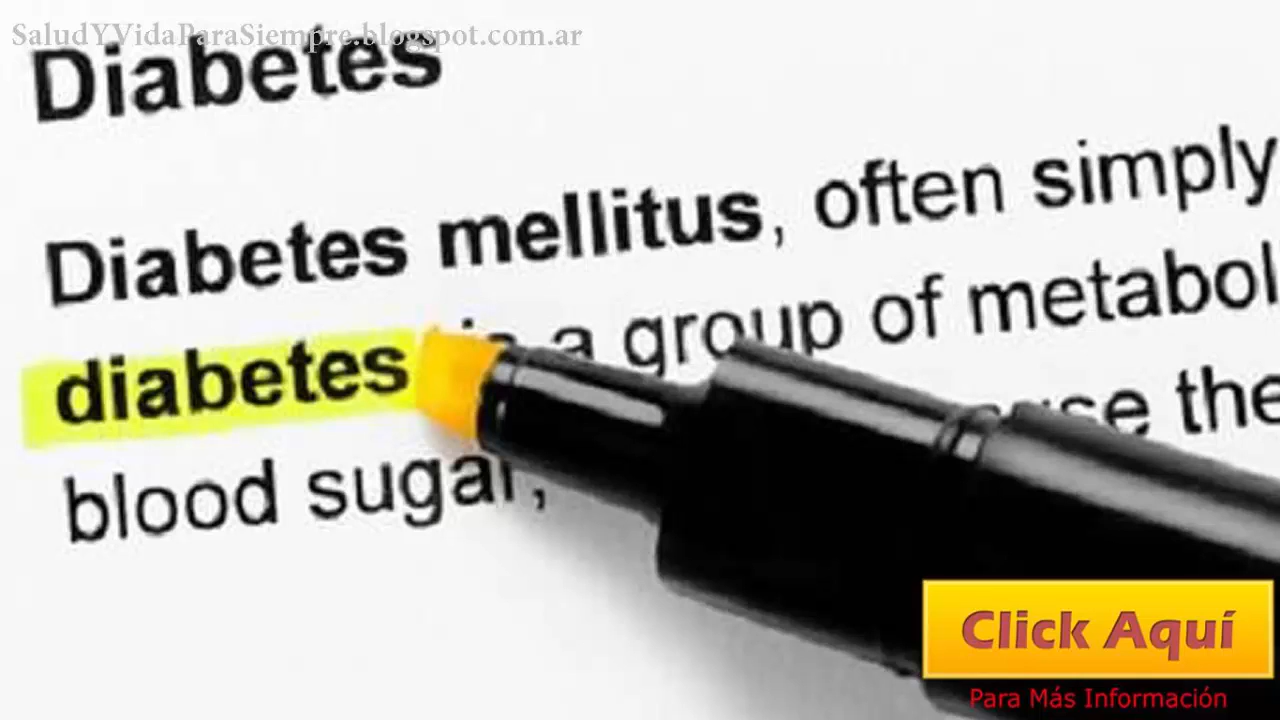 SaludYVidaParaSiempre.blogspot.com.ar
Diabetes
Diabetes mellitus, often simply
diabetes is a group of metabol
the
blood sugar,
Click Aquí
Para Más Información